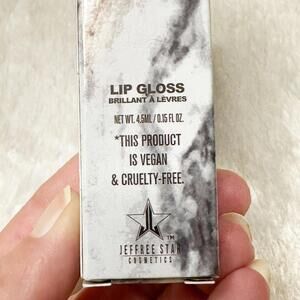 LIP GLOSS
BRILLANT À LÈVRES
NET WT. 4.5ML / 0.15 FL OZ.
*THIS PRODUCT
IS VEGAN
& CRUELTY-FREE.
TM
JEFFREE STAR
COSMETICS